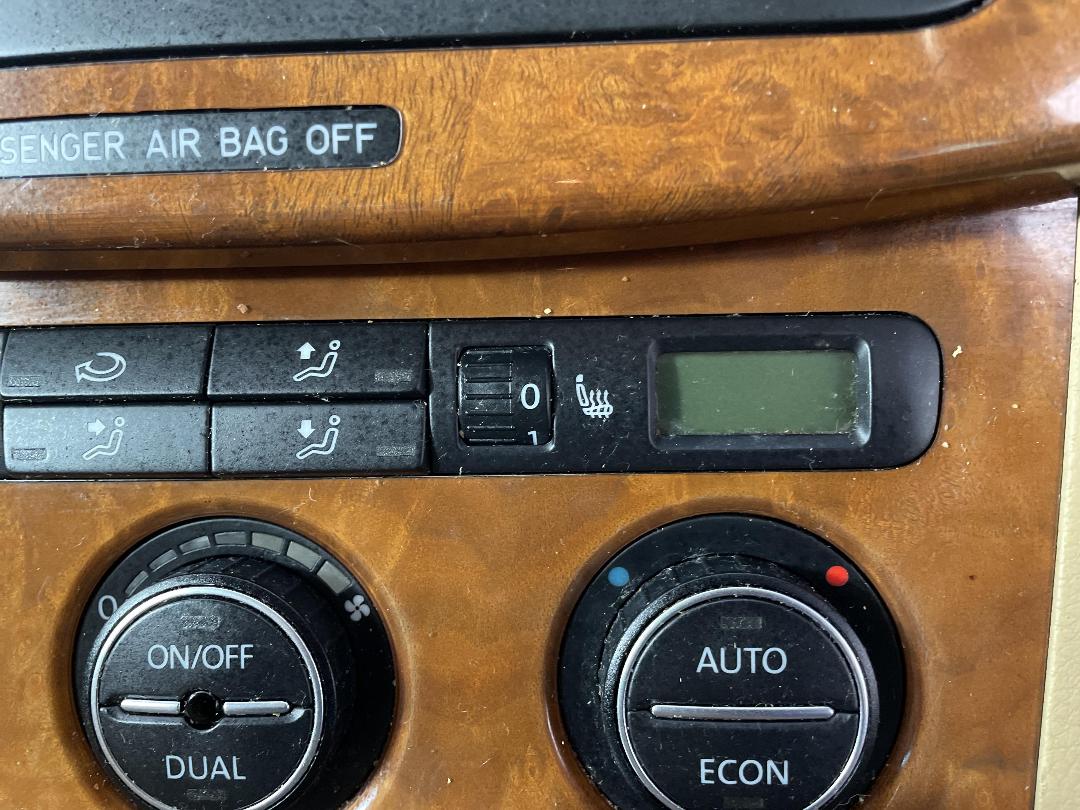 SENGER AIR BAG OFF
0
1
0
ON/OFF
DUAL
AUTO
ECON